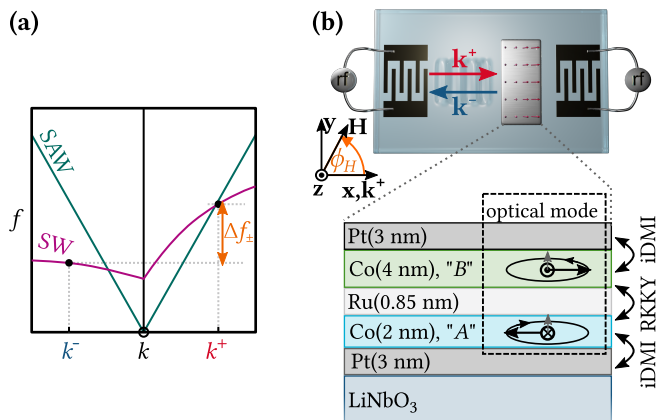 (a)
SAW
SW
f
Δf±
k⁻
k
k⁺
(b)
rf
k⁺
k⁻
rf
y
H
ϕH
z
x,k⁺
optical mode
Pt(3 nm)
Co(4 nm), "B"
Ru(0.85 nm)
Co(2 nm), "A"
Pt(3 nm)
LiNbO₃
iDMI
RKKY
iDMI